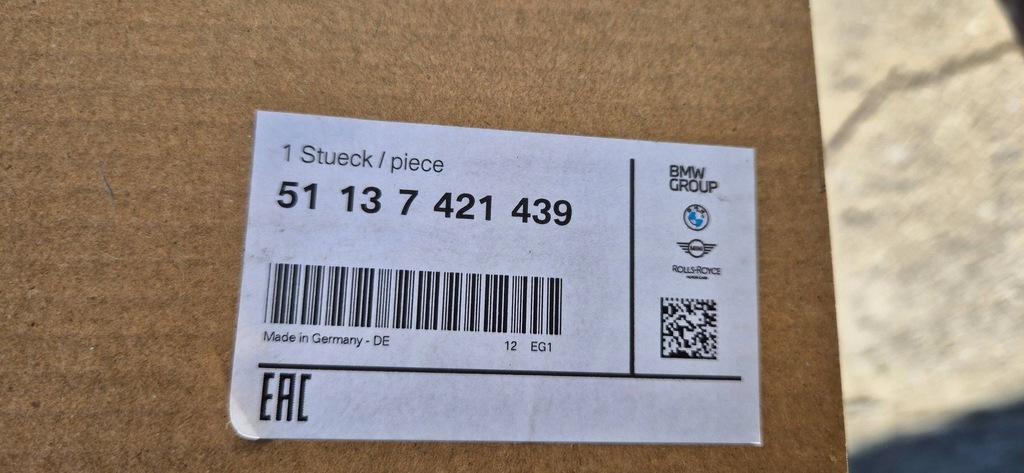 1 Stueck / piece
51 13 7 421 439
Made in Germany - DE
12 EG1
EAC
BMW
GROUP
MINI
ROLLS-ROYCE